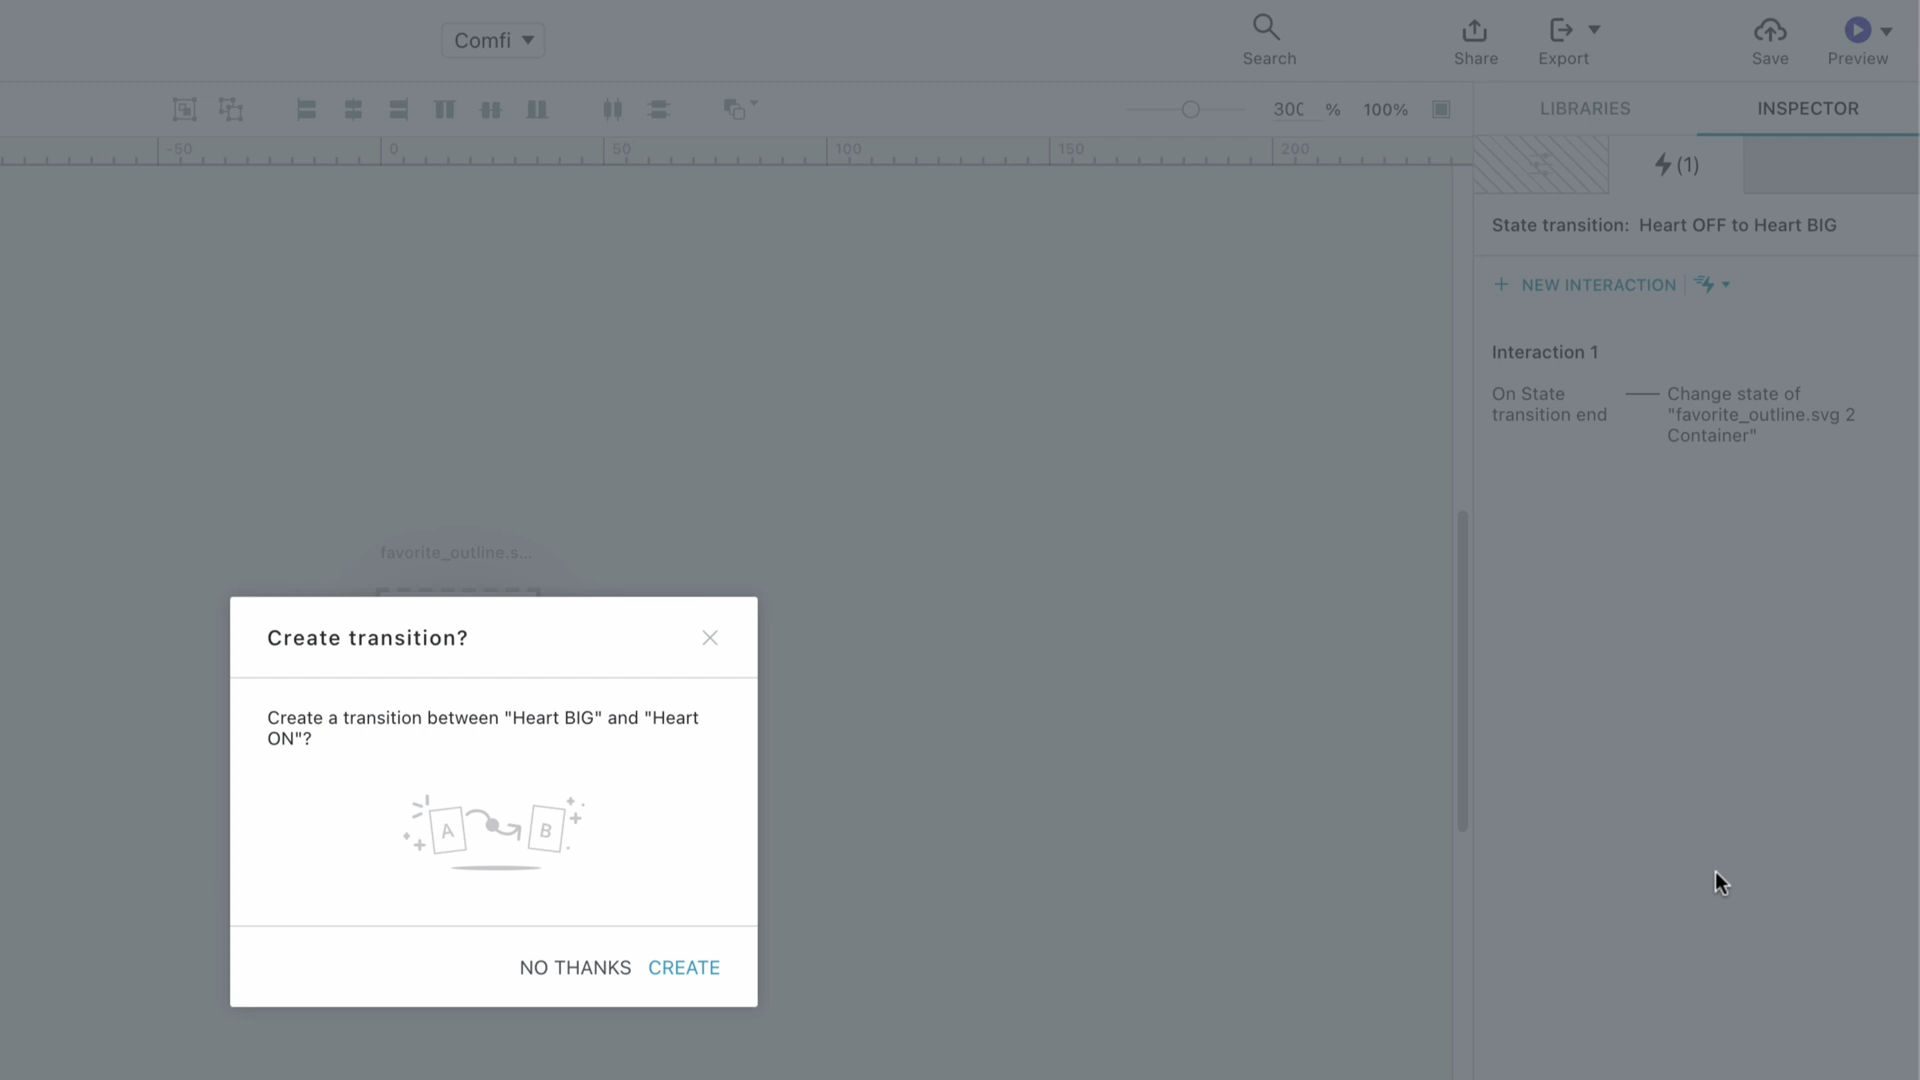 Comfi
Search
Share
Export
Save
Preview
300 % 100%
LIBRARIES
INSPECTOR
-50 0 50 100 150 200
(1)
State transition: Heart OFF to Heart BIG
+ NEW INTERACTION
Interaction 1
On State
transition end
Change state of
"favorite_outline.svg 2
Container"
favorite_outline.s...
Create transition?
Create a transition between "Heart BIG" and "Heart
ON"?
A B
NO THANKS CREATE